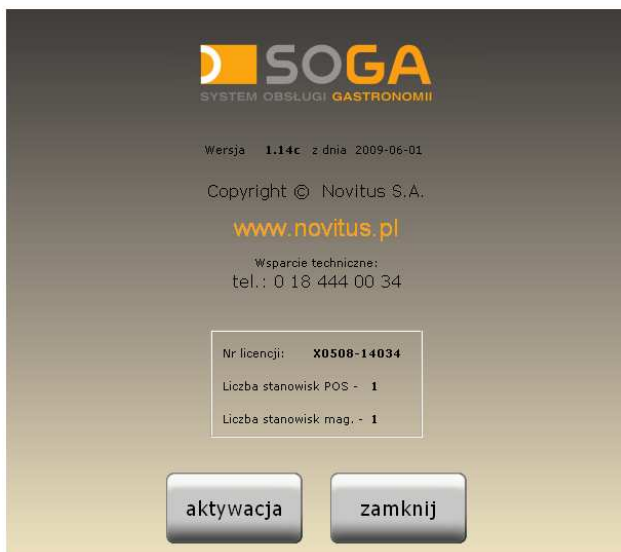 SOGA
SYSTEM OBSŁUGI GASTRONOMII
Wersja 1.14c z dnia 2009-06-01
Copyright © Novitus S.A.
www.novitus.pl
Wsparcie techniczne:
tel.: 0 18 444 00 34
Nr licencji: X0508-14034
Liczba stanowisk POS - 1
Liczba stanowisk mag. - 1
aktywacja zamknij